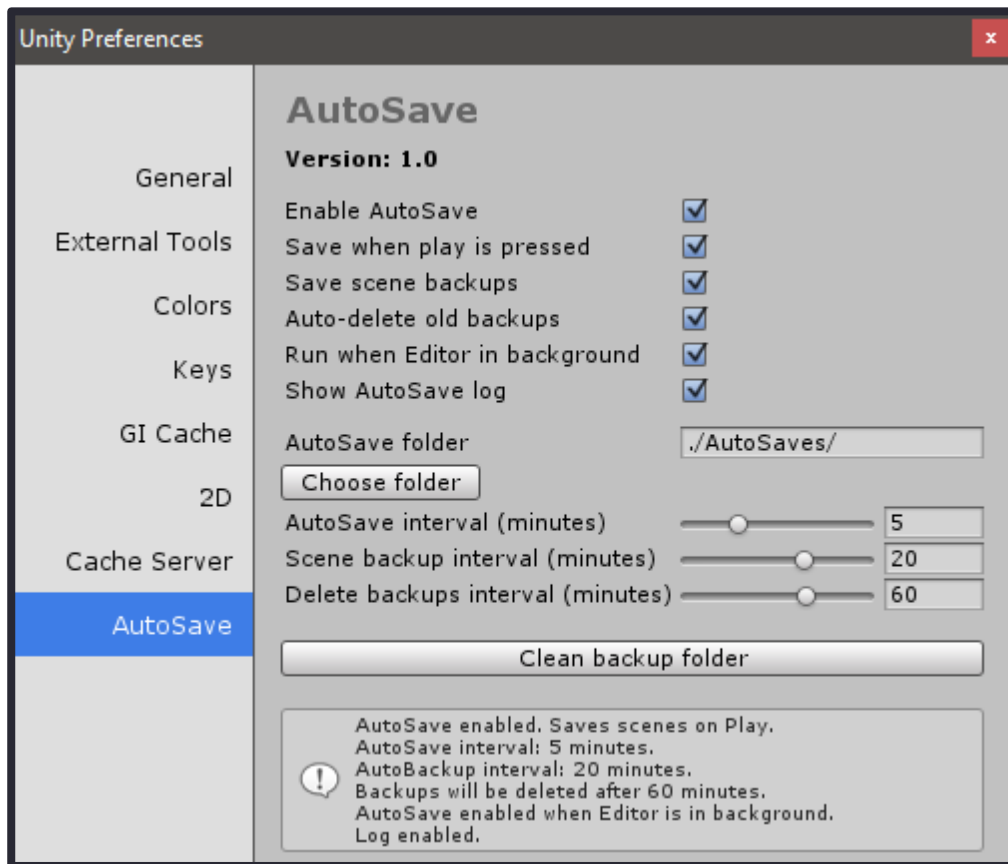 Unity Preferences
x
General
External Tools
Colors
Keys
GI Cache
2D
Cache Server
AutoSave
AutoSave
Version: 1.0
Enable AutoSave
Save when play is pressed
Save scene backups
Auto-delete old backups
Run when Editor in background
Show AutoSave log
AutoSave folder ./AutoSaves/
Choose folder
AutoSave interval (minutes) 5
Scene backup interval (minutes) 20
Delete backups interval (minutes) 60
Clean backup folder
AutoSave enabled. Saves scenes on Play.
AutoSave interval: 5 minutes.
AutoBackup interval: 20 minutes.
Backups will be deleted after 60 minutes.
AutoSave enabled when Editor is in background.
Log enabled.